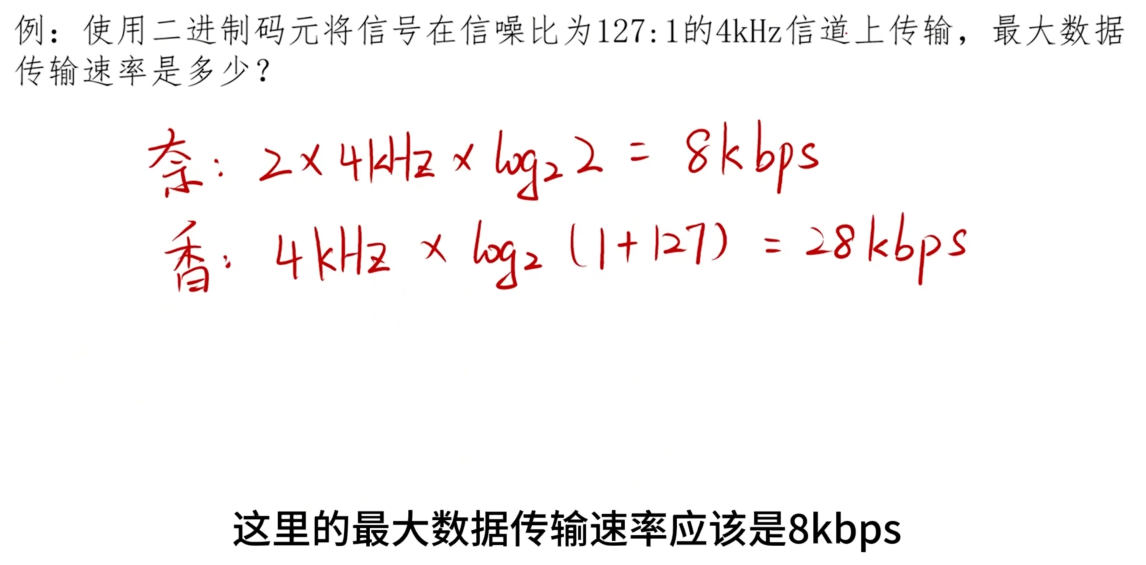 例：使用二进制码元将信号在信噪比为127:1的4kHz信道上传输，最大数据
传输速率是多少？
奈：2×4kHz×log₂2=8kbps
香：4kHz×log₂(1+127)=28kbps
这里的最大数据传输速率应该是8kbps